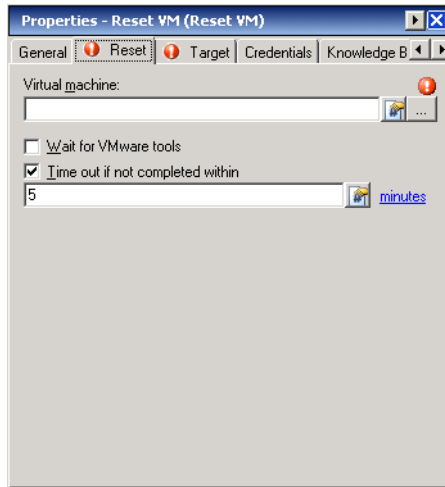 Properties - Reset VM (Reset VM)
General Reset Target Credentials Knowledge B
Virtual machine:
...
Wait for VMware tools
Time out if not completed within
5 minutes